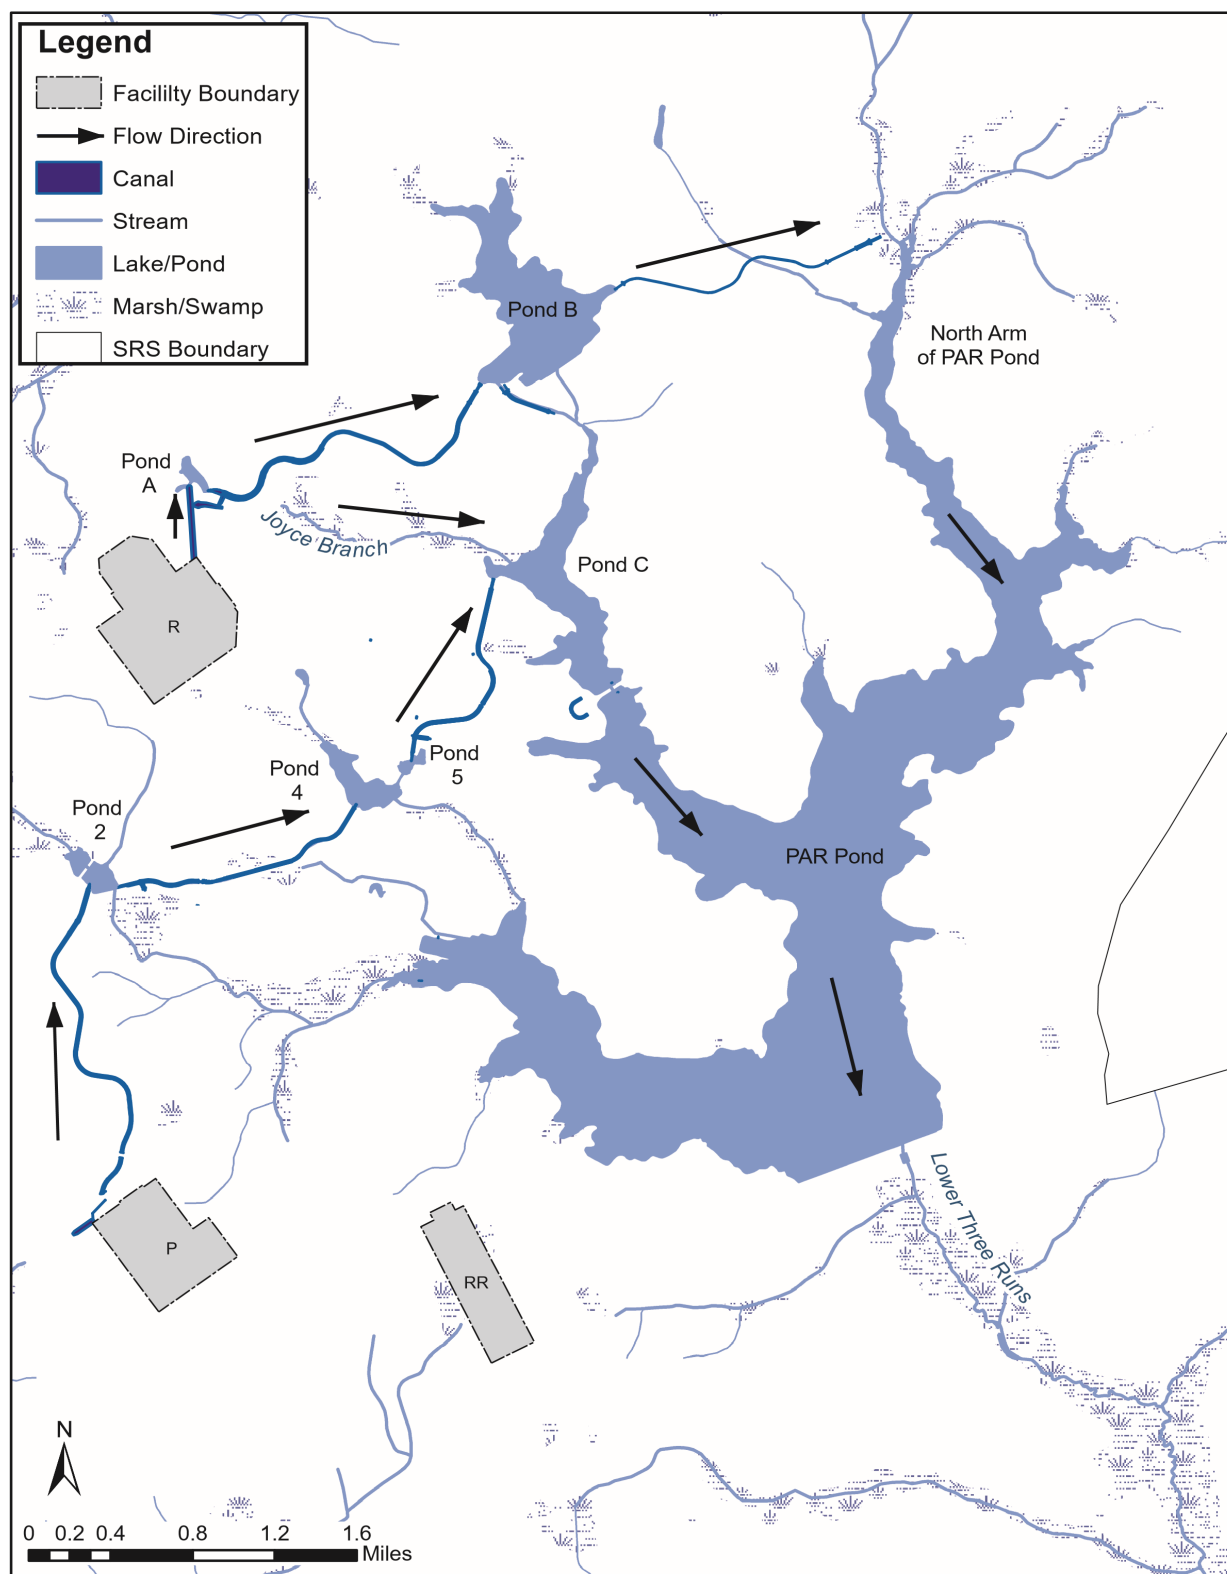 Legend
Facililty Boundary
Flow Direction
Canal
Stream
Lake/Pond
Marsh/Swamp
SRS Boundary
Pond B
North Arm
of PAR Pond
Pond
A
Joyce Branch
Pond C
R
Pond
4
Pond
5
Pond
2
PAR Pond
Lower Three Runs
P
RR
N
0 0.2 0.4 0.8 1.2 1.6
Miles